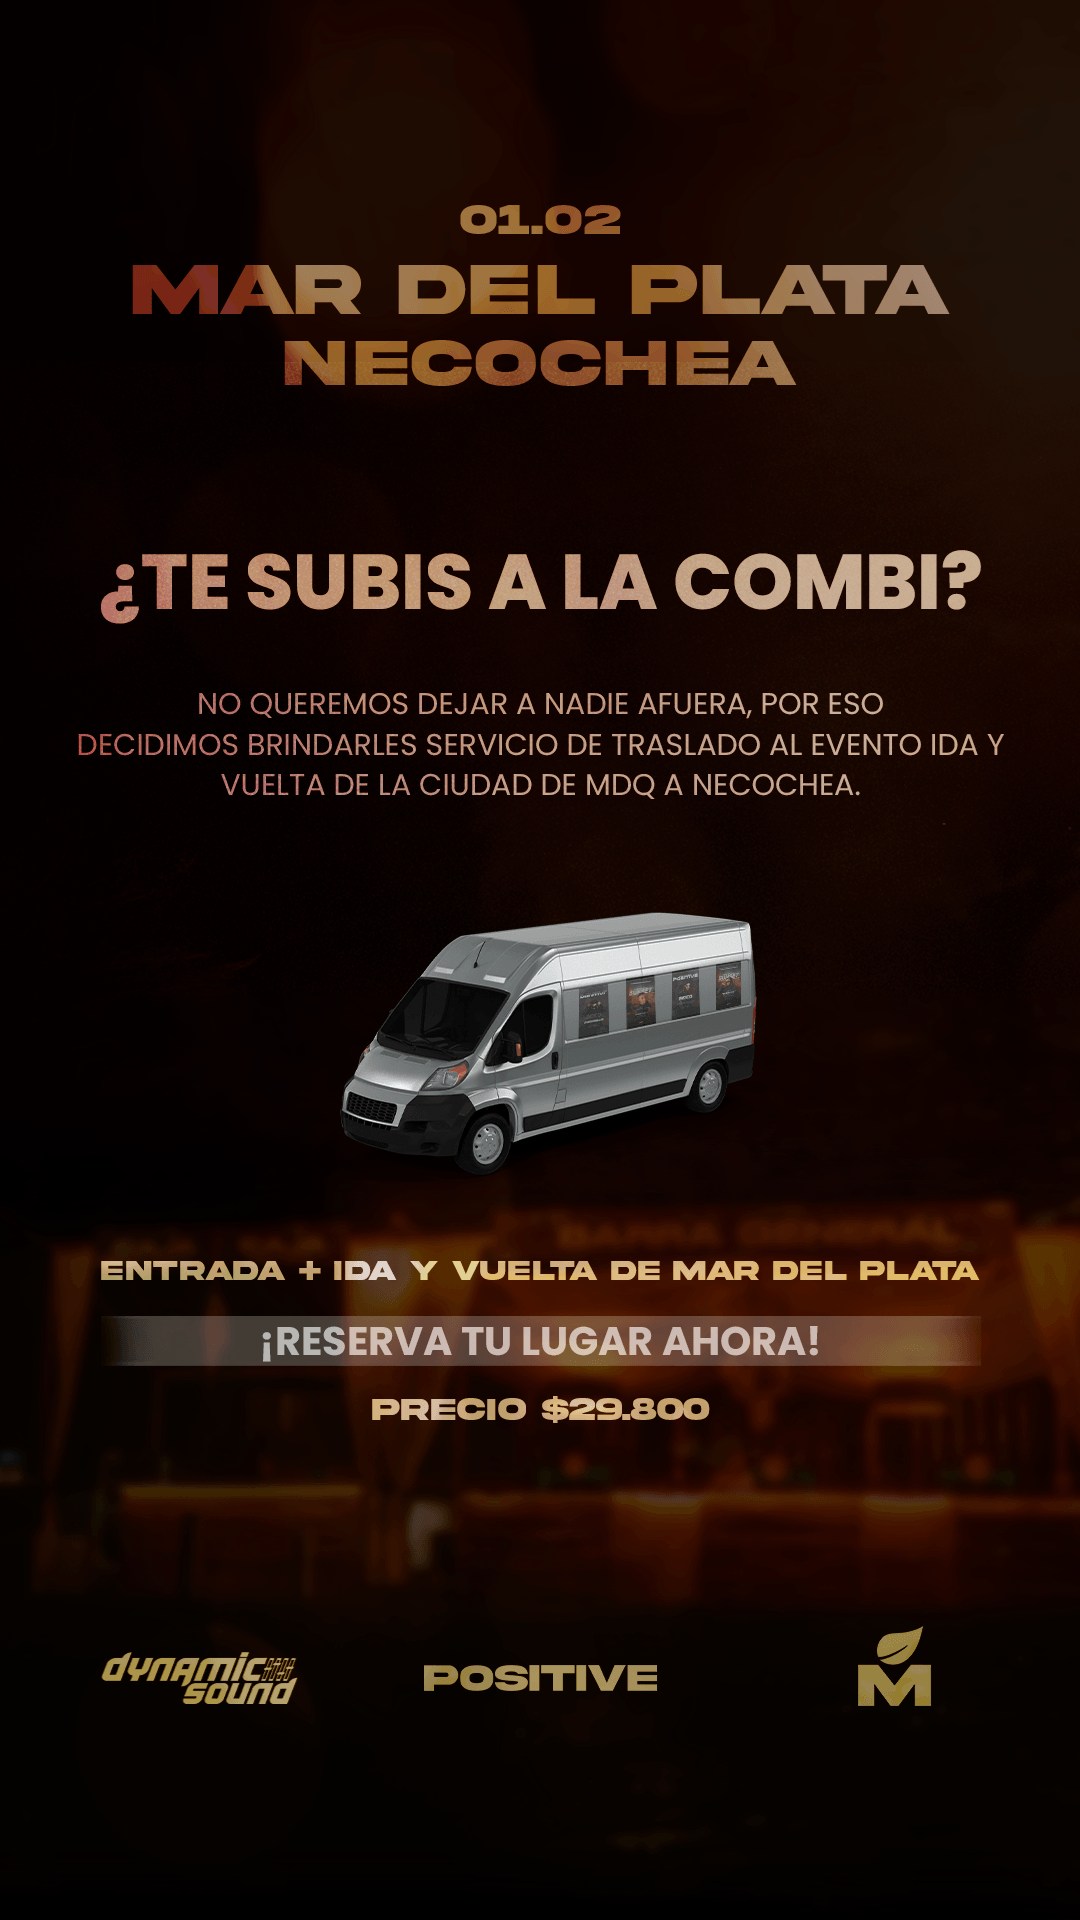 01.02
MAR DEL PLATA
NECOCHEA
¿TE SUBIS A LA COMBI?
NO QUEREMOS DEJAR A NADIE AFUERA, POR ESO
DECIDIMOS BRINDARLES SERVICIO DE TRASLADO AL EVENTO IDA Y
VUELTA DE LA CIUDAD DE MDQ A NECOCHEA.
BARRA GENERAL
ENTRADA + IDA Y VUELTA DE MAR DEL PLATA
¡RESERVA TU LUGAR AHORA!
PRECIO $29.800
dynamic
sound
POSITIVE
M